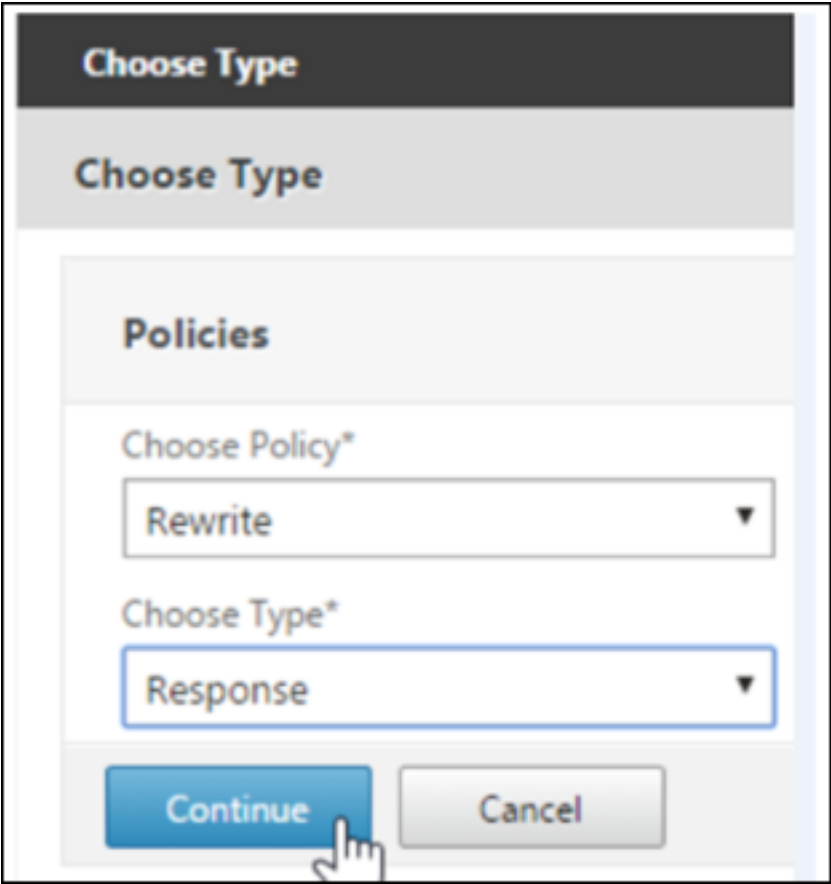 Choose Type
Choose Type
Policies
Choose Policy*
Rewrite
Choose Type*
Response
Continue
Cancel